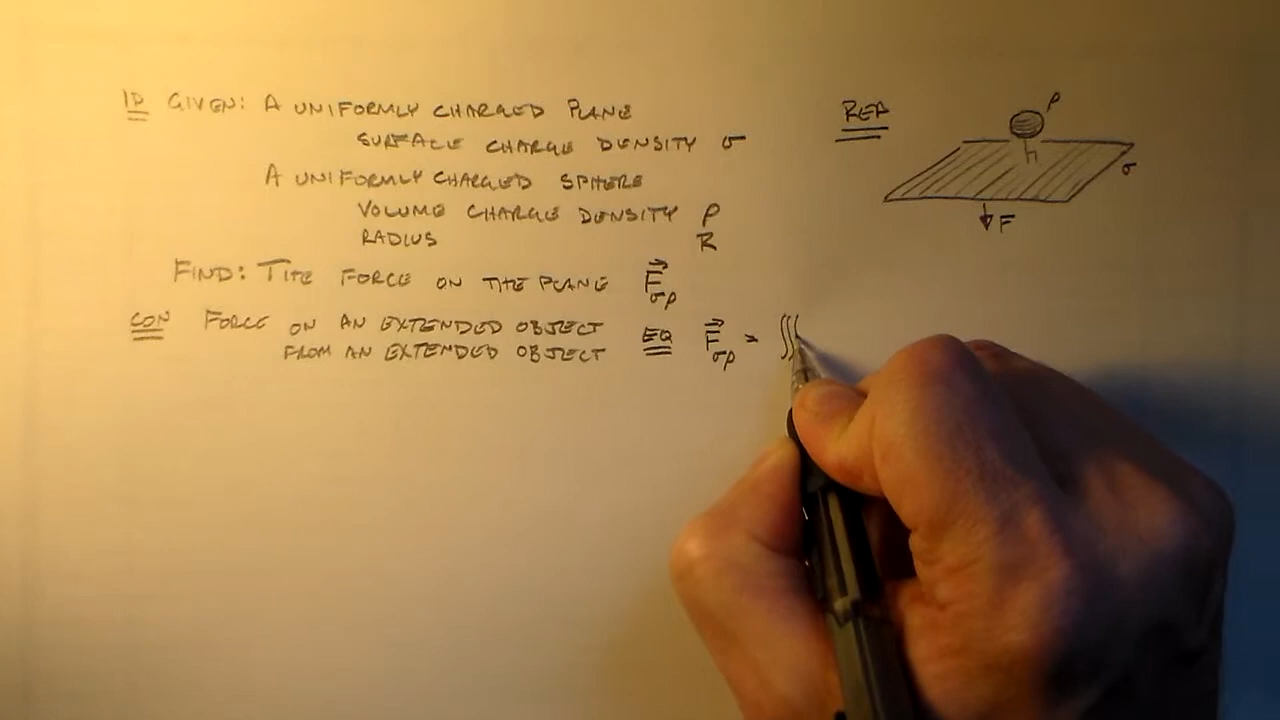 ID GIVEN: A UNIFORMLY CHARGED PLANE
SURFACE CHARGE DENSITY σ
A UNIFORMLY CHARGED SPHERE
VOLUME CHARGE DENSITY ρ
RADIUS R
FIND: THE FORCE ON THE PLANE F⃗σρ
CON FORCE ON AN EXTENDED OBJECT
FROM AN EXTENDED OBJECT
EQ F⃗σρ = ∫∫
REP
ρ
h
σ
F